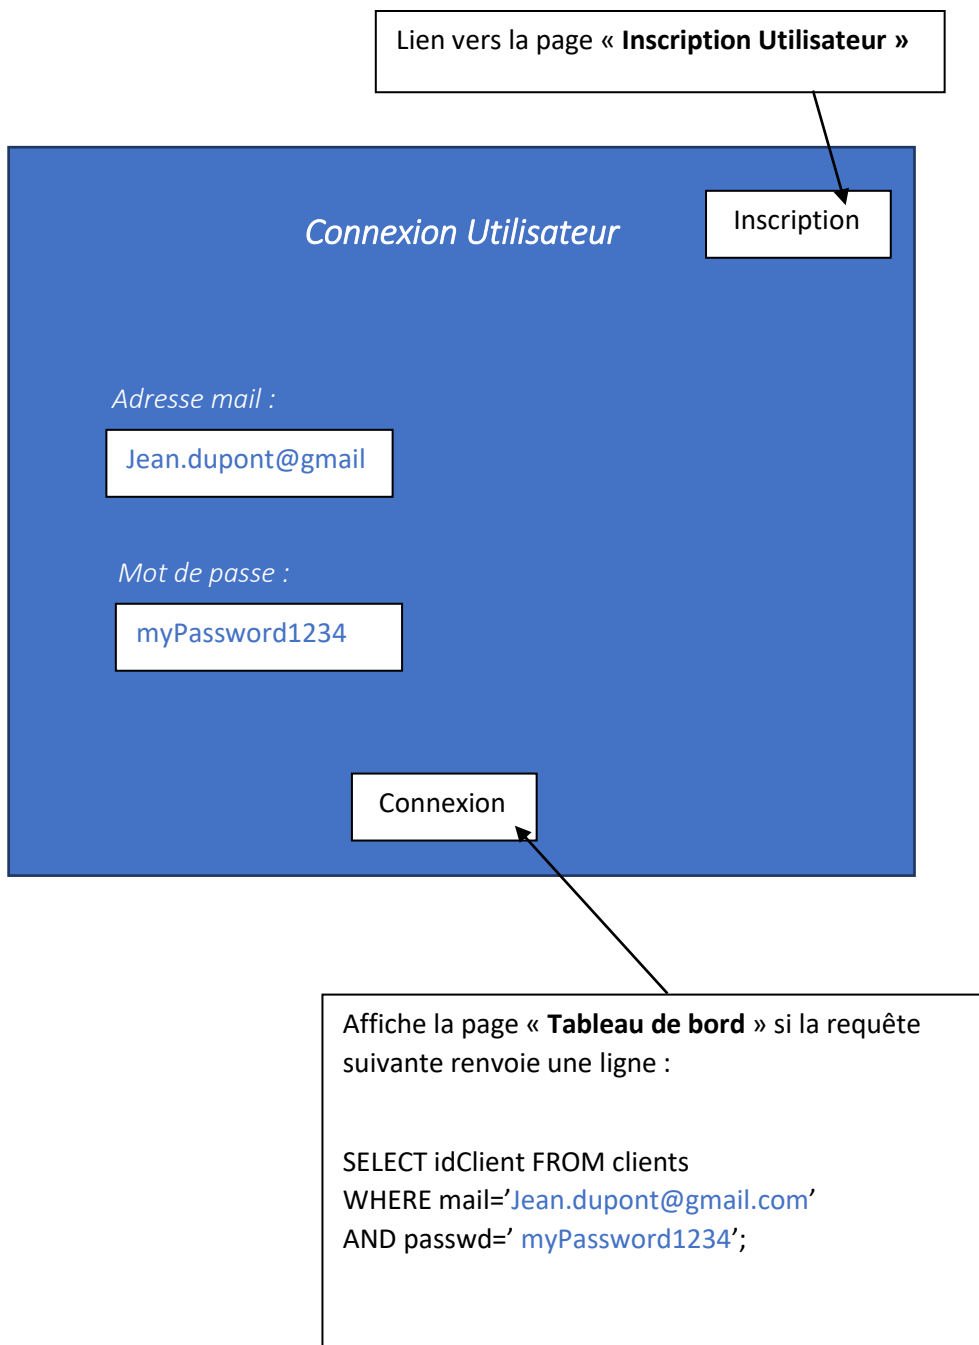 Lien vers la page « Inscription Utilisateur »
Connexion Utilisateur
Inscription
Adresse mail :
Jean.dupont@gmail
Mot de passe :
myPassword1234
Connexion
Affiche la page « Tableau de bord » si la requête
suivante renvoie une ligne :
SELECT idClient FROM clients
WHERE mail=’Jean.dupont@gmail.com’
AND passwd=’ myPassword1234’;